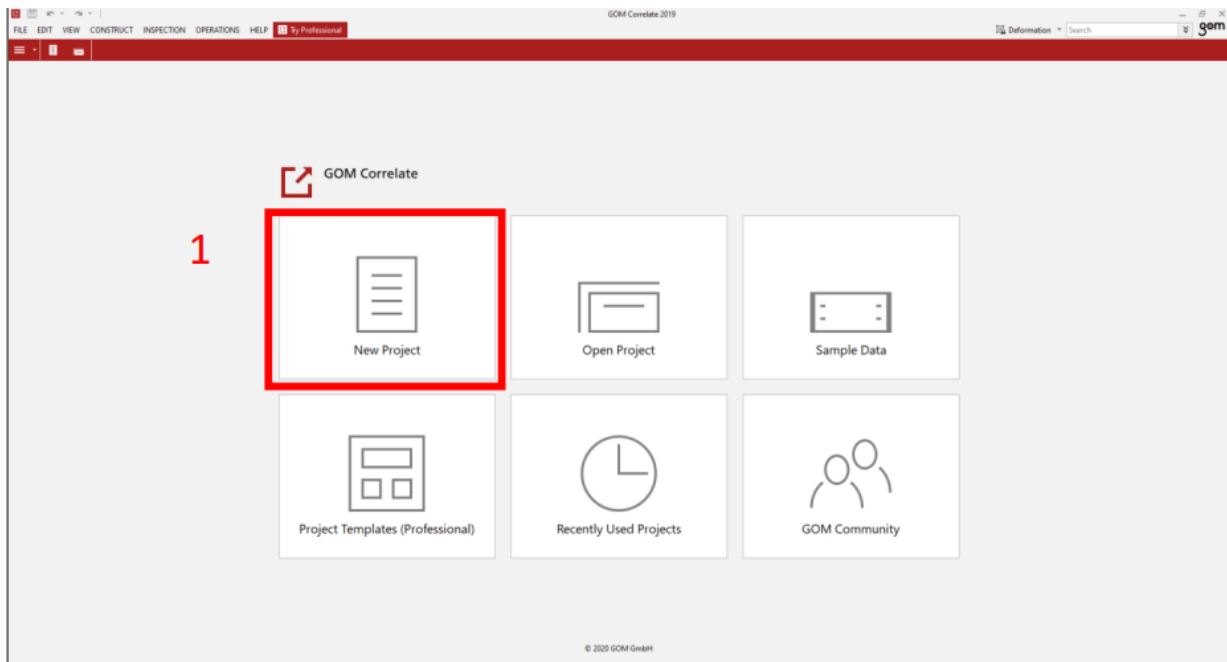 GOM Correlate 2019
FILE EDIT VIEW CONSTRUCT INSPECTION OPERATIONS HELP Try Professional Deformation Search gom
GOM Correlate
1
New Project Open Project Sample Data
Project Templates (Professional) Recently Used Projects GOM Community
© 2020 GOM GmbH